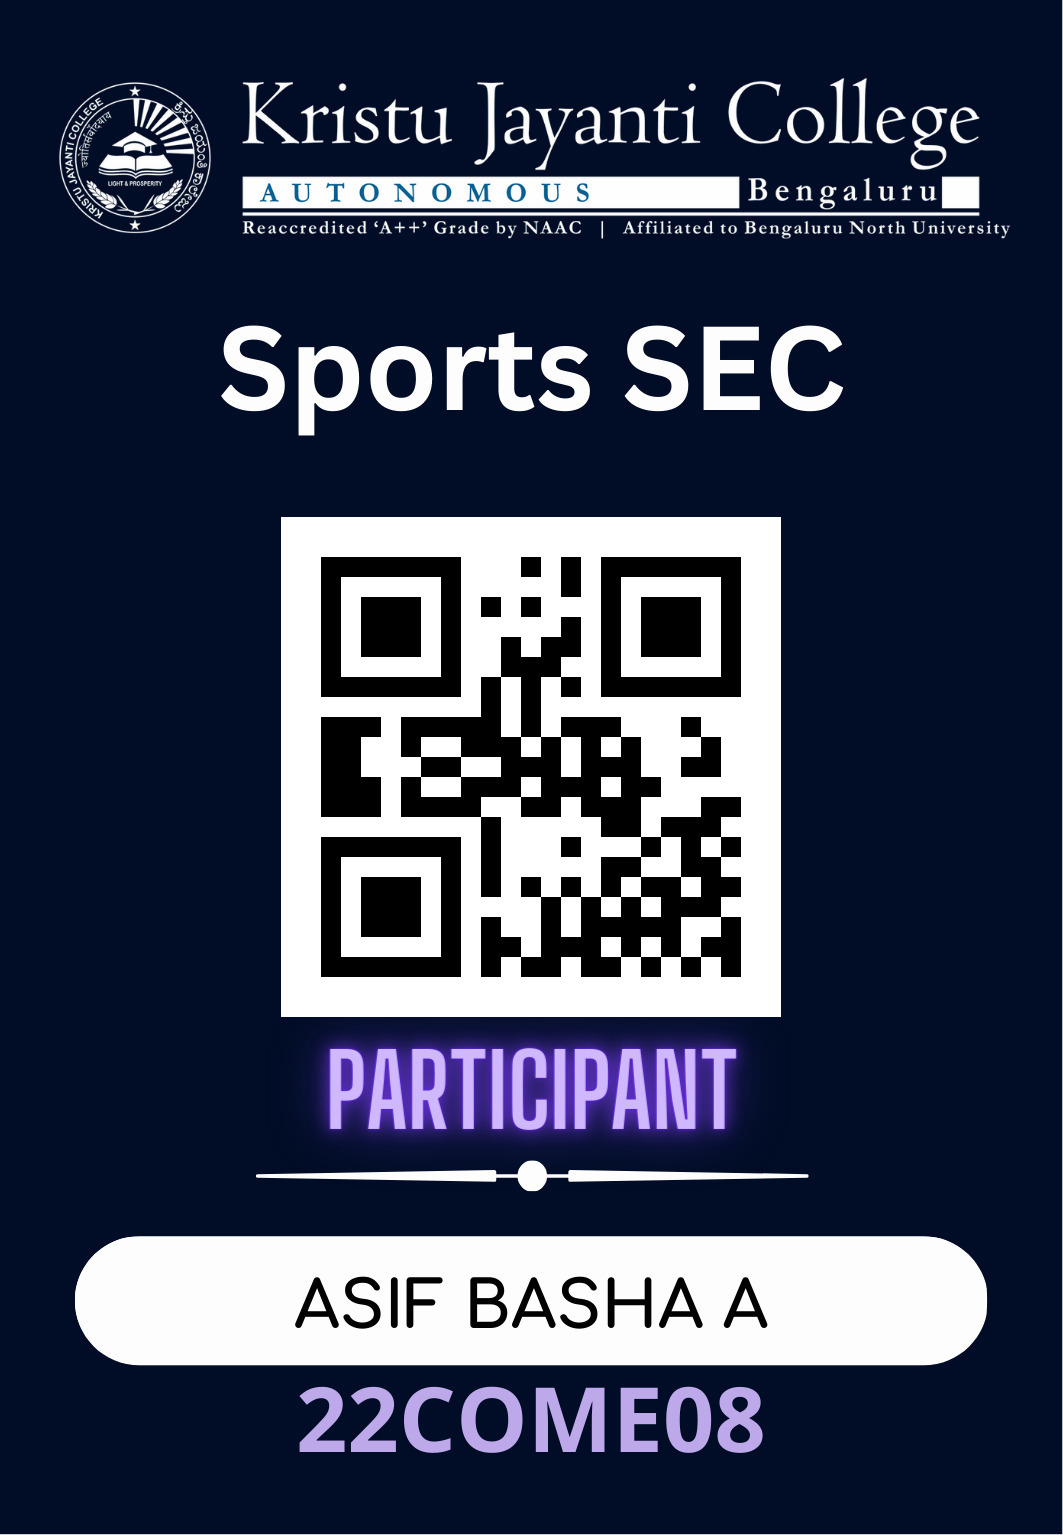 KRISTU JAYANTI COLLEGE
LIGHT & PROSPERITY
Kristu Jayanti College
AUTONOMOUS Bengaluru
Reaccredited ‘A++’ Grade by NAAC | Affiliated to Bengaluru North University
Sports SEC
PARTICIPANT
ASIF BASHA A
22COME08